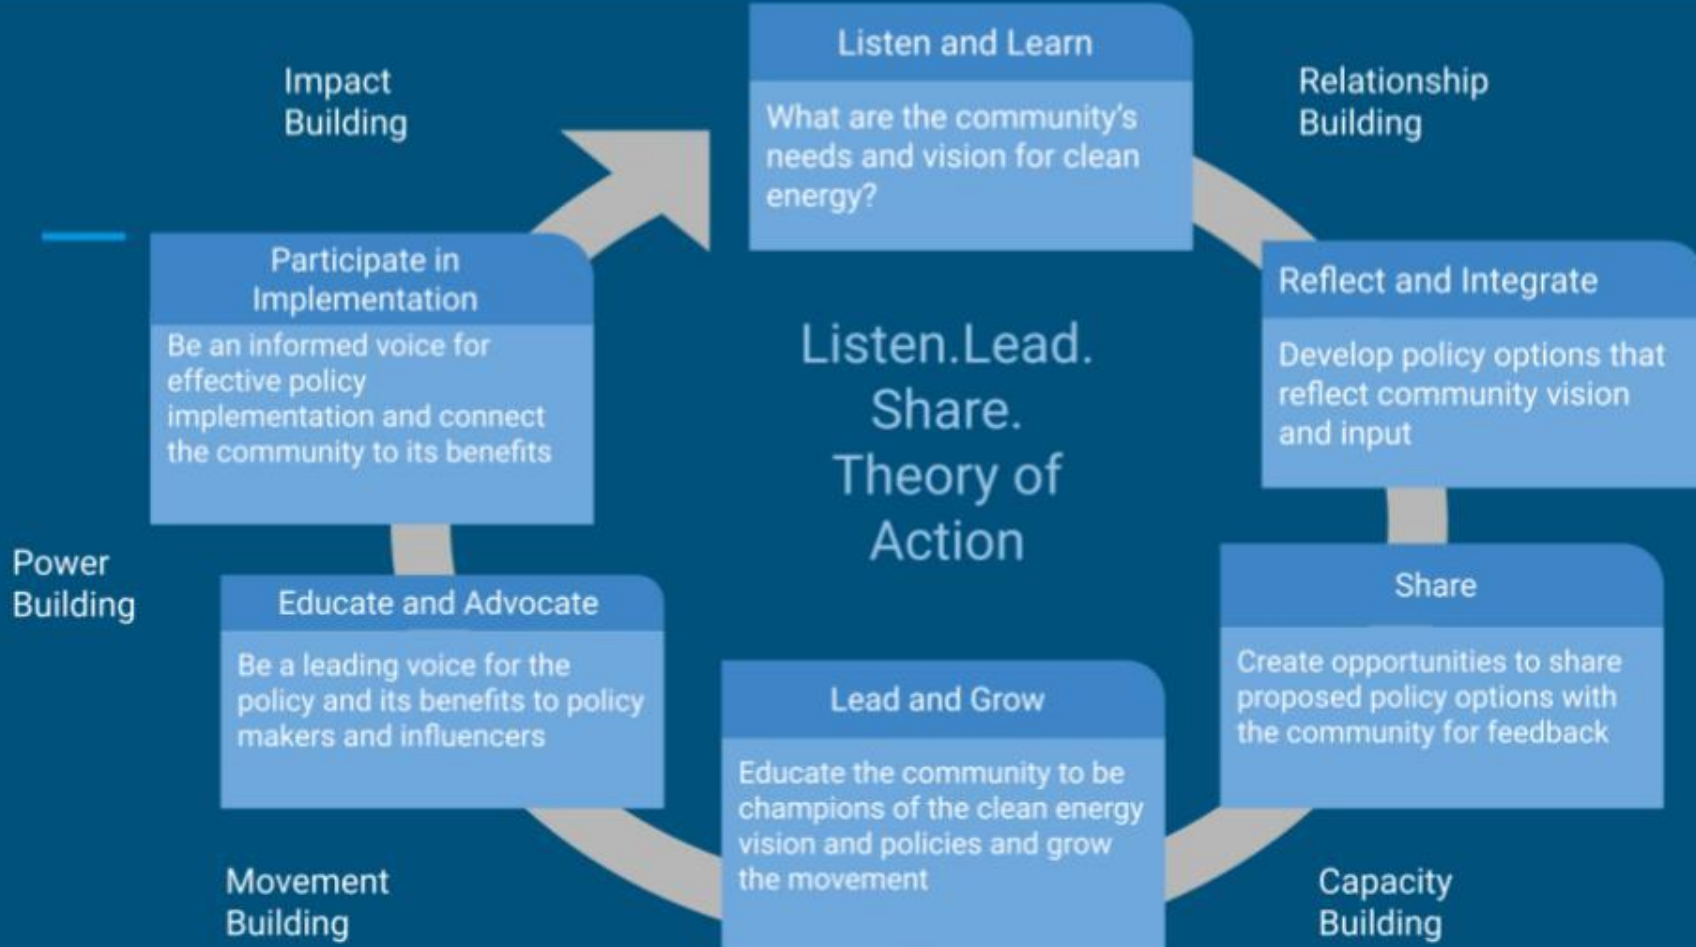 Listen and Learn
What are the community's
needs and vision for clean
energy?
Relationship
Building
Reflect and Integrate
Develop policy options that
reflect community vision
and input
Share
Create opportunities to share
proposed policy options with
the community for feedback
Capacity
Building
Lead and Grow
Educate the community to be
champions of the clean energy
vision and policies and grow
the movement
Movement
Building
Educate and Advocate
Be a leading voice for the
policy and its benefits to policy
makers and influencers
Power
Building
Participate in
Implementation
Be an informed voice for
effective policy
implementation and connect
the community to its benefits
Impact
Building
Listen.Lead.
Share.
Theory of
Action